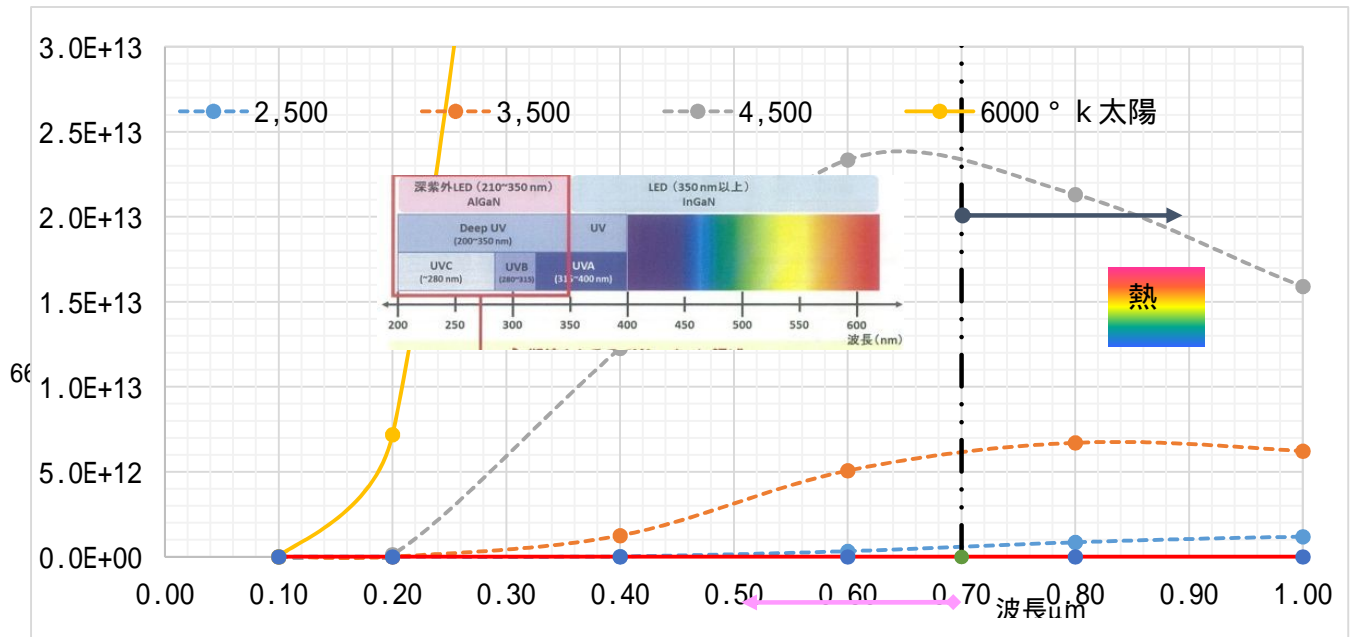 3.0E+13
2,500 3,500 4,500 6000°k太陽
2.5E+13
深紫外LED（210~350 nm） LED（350 nm以上）
AlGaN InGaN
2.0E+13
Deep UV UV
(200~350 nm)
UVC UVB UVA
(~280 nm) (280~315) (315~400 nm)
熱
1.5E+13
200 250 300 350 400 450 500 550 600
波長(nm)
66
1.0E+13
5.0E+12
0.0E+00
0.00 0.10 0.20 0.30 0.40 0.50 0.60 0.70 0.80 0.90 1.00
波長μm